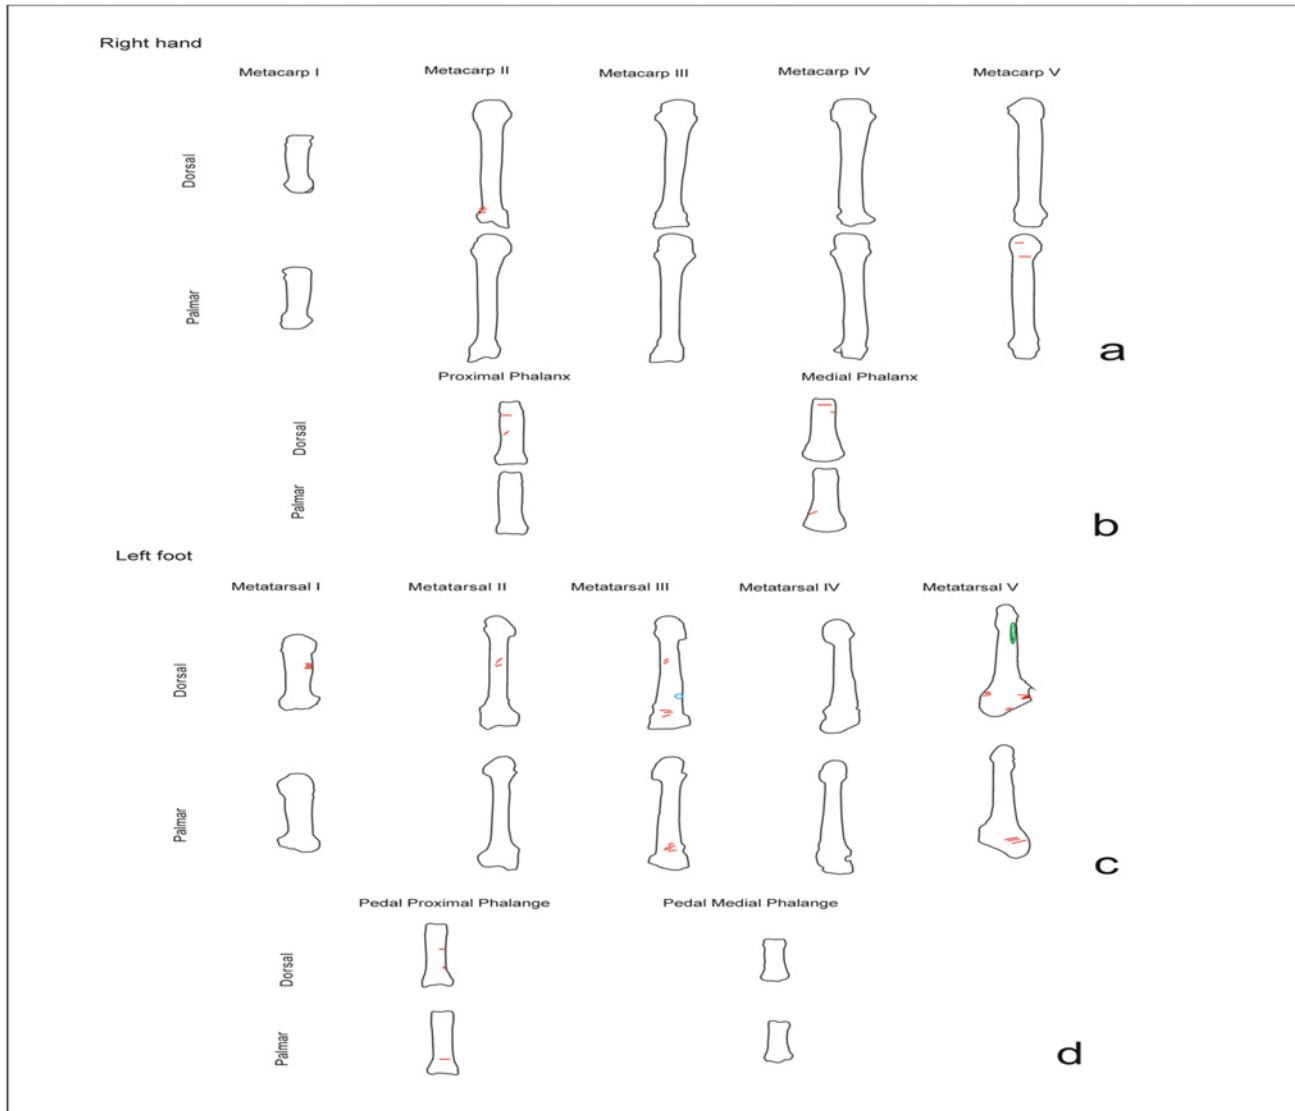 Right hand
Metacarp I Metacarp II Metacarp III Metacarp IV Metacarp V
Dorsal
Palmar
a
Proximal Phalanx Medial Phalanx
Dorsal
Palmar
b
Left foot
Metatarsal I Metatarsal II Metatarsal III Metatarsal IV Metatarsal V
Dorsal
Palmar
c
Pedal Proximal Phalange Pedal Medial Phalange
Dorsal
Palmar
d